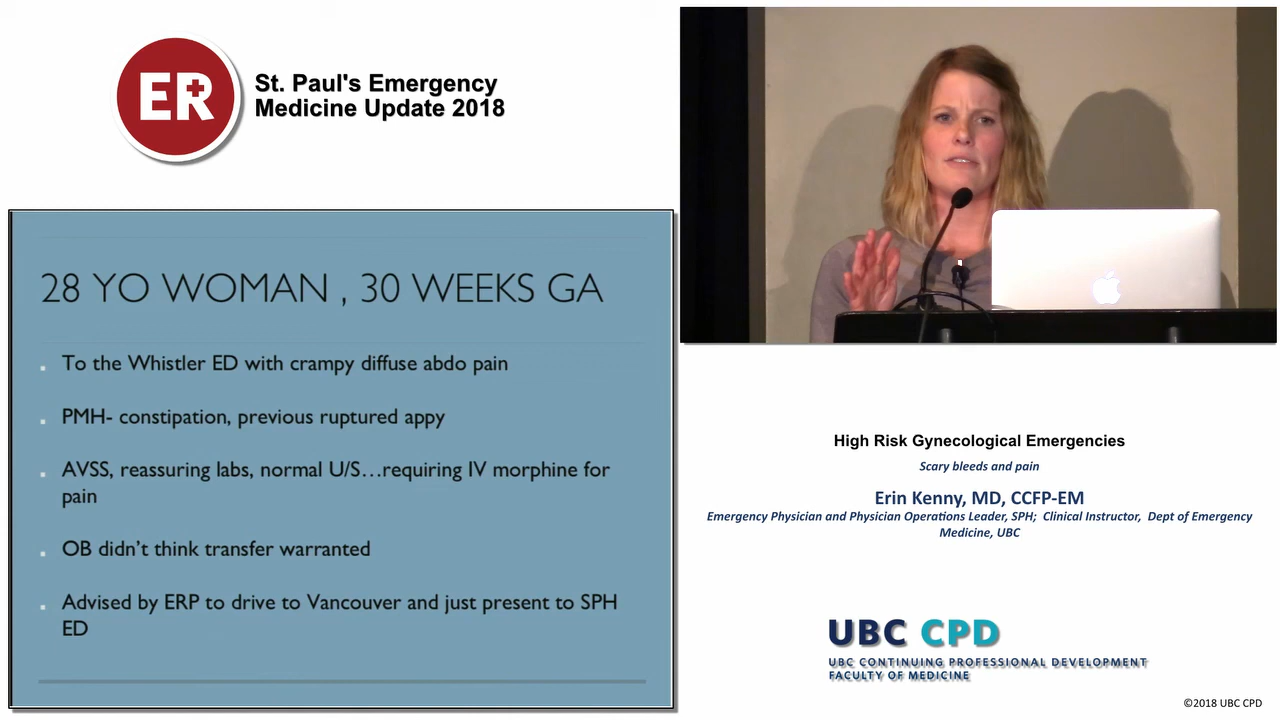 ER
St. Paul's Emergency
Medicine Update 2018
28 YO WOMAN , 30 WEEKS GA
To the Whistler ED with crampy diffuse abdo pain
PMH- constipation, previous ruptured appy
AVSS, reassuring labs, normal U/S...requiring IV morphine for
pain
OB didn't think transfer warranted
Advised by ERP to drive to Vancouver and just present to SPH
ED
High Risk Gynecological Emergencies
Scary bleeds and pain
Erin Kenny, MD, CCFP-EM
Emergency Physician and Physician Operations Leader, SPH; Clinical Instructor, Dept of Emergency
Medicine, UBC
UBC CPD
UBC CONTINUING PROFESSIONAL DEVELOPMENT
FACULTY OF MEDICINE
©2018 UBC CPD